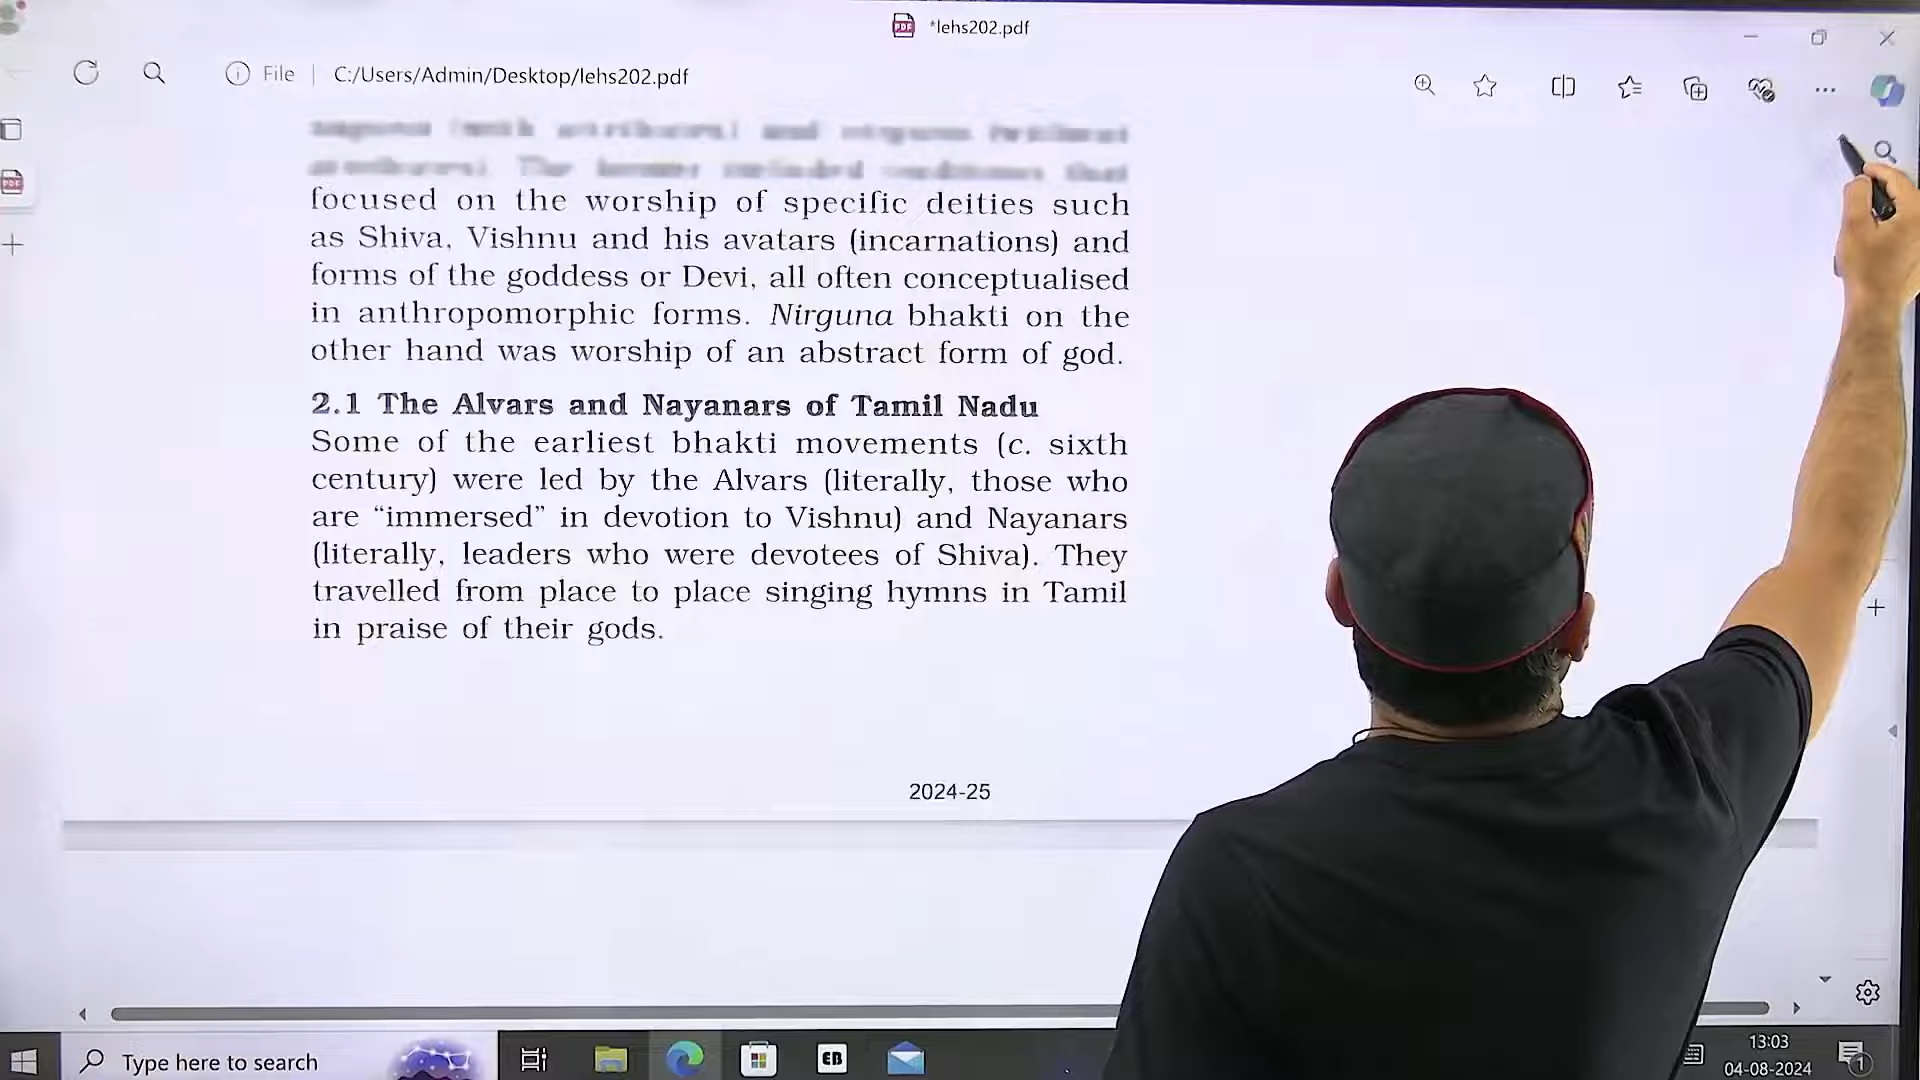 *lehs202.pdf
File
C:/Users/Admin/Desktop/lehs202.pdf
focused on the worship of specific deities such
as Shiva, Vishnu and his avatars (incarnations) and
forms of the goddess or Devi, all often conceptualised
in anthropomorphic forms. Nirguna bhakti on the
other hand was worship of an abstract form of god.
2.1 The Alvars and Nayanars of Tamil Nadu
Some of the earliest bhakti movements (c. sixth
century) were led by the Alvars (literally, those who
are “immersed” in devotion to Vishnu) and Nayanars
(literally, leaders who were devotees of Shiva). They
travelled from place to place singing hymns in Tamil
in praise of their gods.
2024-25
Type here to search
EB
13:03
04-08-2024
1